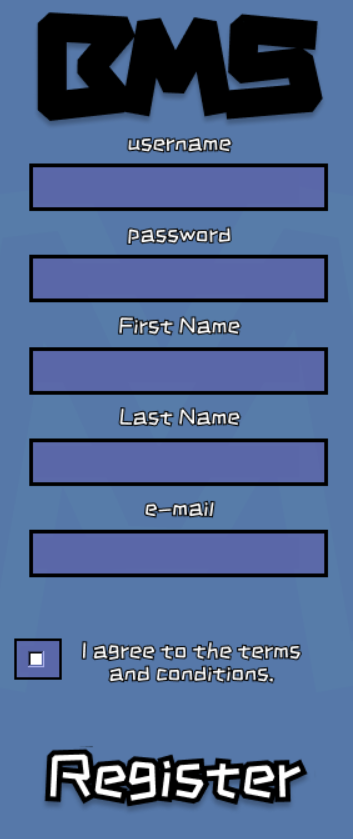 BMS
username
password
First Name
Last Name
e-mail
I agree to the terms
and conditions.
Register